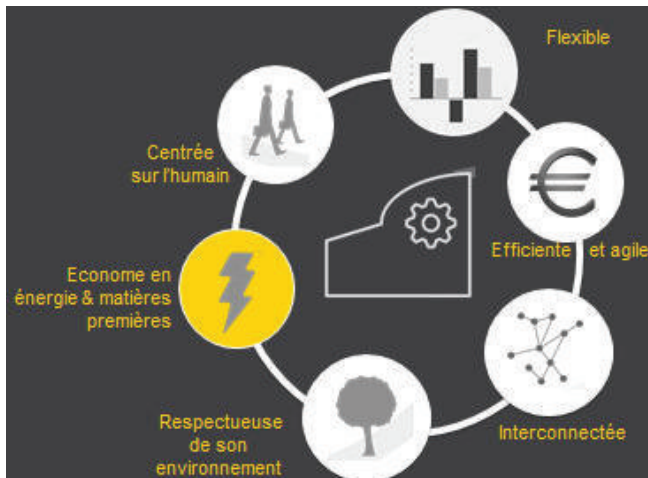 Flexible
Centrée
sur l'humain
Efficiente et agile
Econome en
énergie & matières
premières
Interconnectée
Respectueuse
de son
environnement